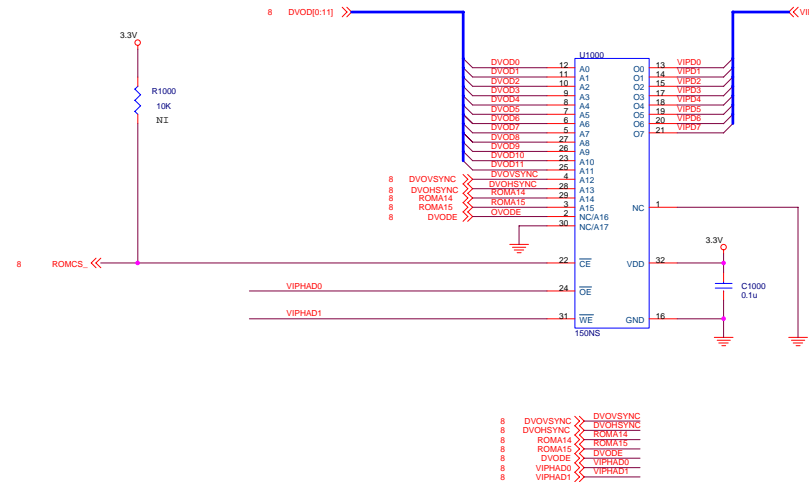 8 DVOD[0:11]
3.3V
R1000
10K
NI
U1000
DVOD0 12 A0 O0 13 VIPD0
DVOD1 11 A1 O1 14 VIPD1
DVOD2 10 A2 O2 15 VIPD2
DVOD3 9 A3 O3 17 VIPD3
DVOD4 8 A4 O4 18 VIPD4
DVOD5 7 A5 O5 19 VIPD5
DVOD6 6 A6 O6 20 VIPD6
DVOD7 5 A7 O7 21 VIPD7
DVOD8 27 A8
DVOD9 26 A9
DVOD10 23 A10
DVOD11 25 A11
8 DVOVSYNC DVOVSYNC 4 A12
8 DVOHSYNC DVOHSYNC 28 A13
8 ROMA14 ROMA14 29 A14
8 ROMA15 ROMA15 3 A15 NC 1
8 DVODE OVODE 2 NC/A16
30 NC/A17
3.3V
8 ROMCS_ 22 CE VDD 32
VIPHAD0 24 OE
C1000
0.1u
VIPHAD1 31 WE GND 16
150NS
8 DVOVSYNC DVOVSYNC
8 DVOHSYNC DVOHSYNC
8 ROMA14 ROMA14
8 ROMA15 ROMA15
8 DVODE DVODE
8 VIPHAD0 VIPHAD0
8 VIPHAD1 VIPHAD1